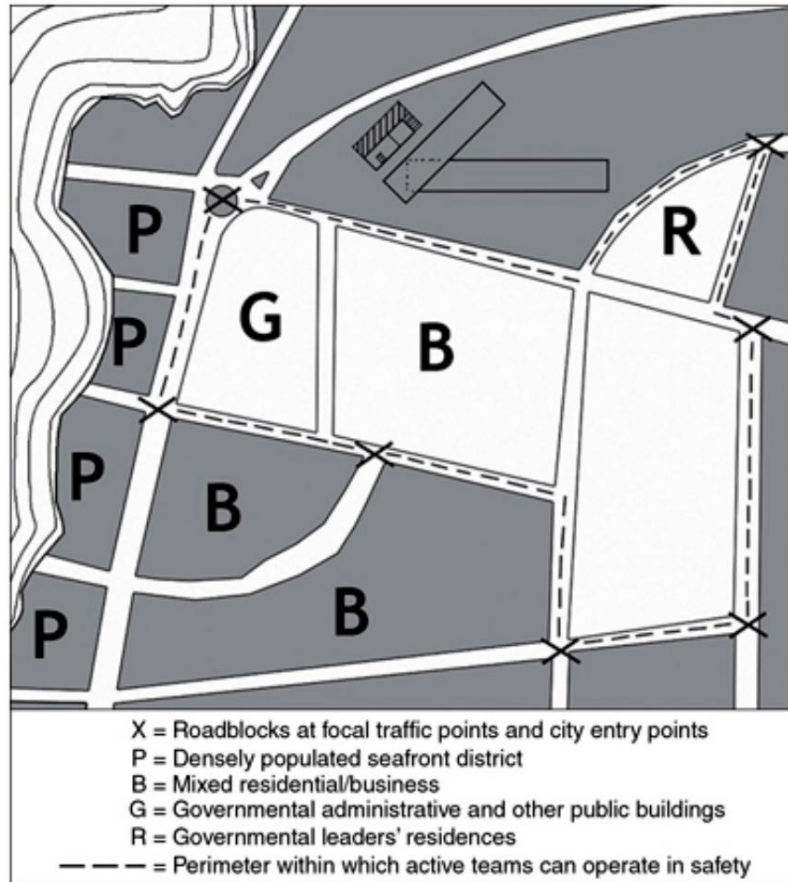 P
R
G
P
B
P
B
P
B
X = Roadblocks at focal traffic points and city entry points
P = Densely populated seafront district
B = Mixed residential/business
G = Governmental administrative and other public buildings
R = Governmental leaders' residences
— — — — = Perimeter within which active teams can operate in safety